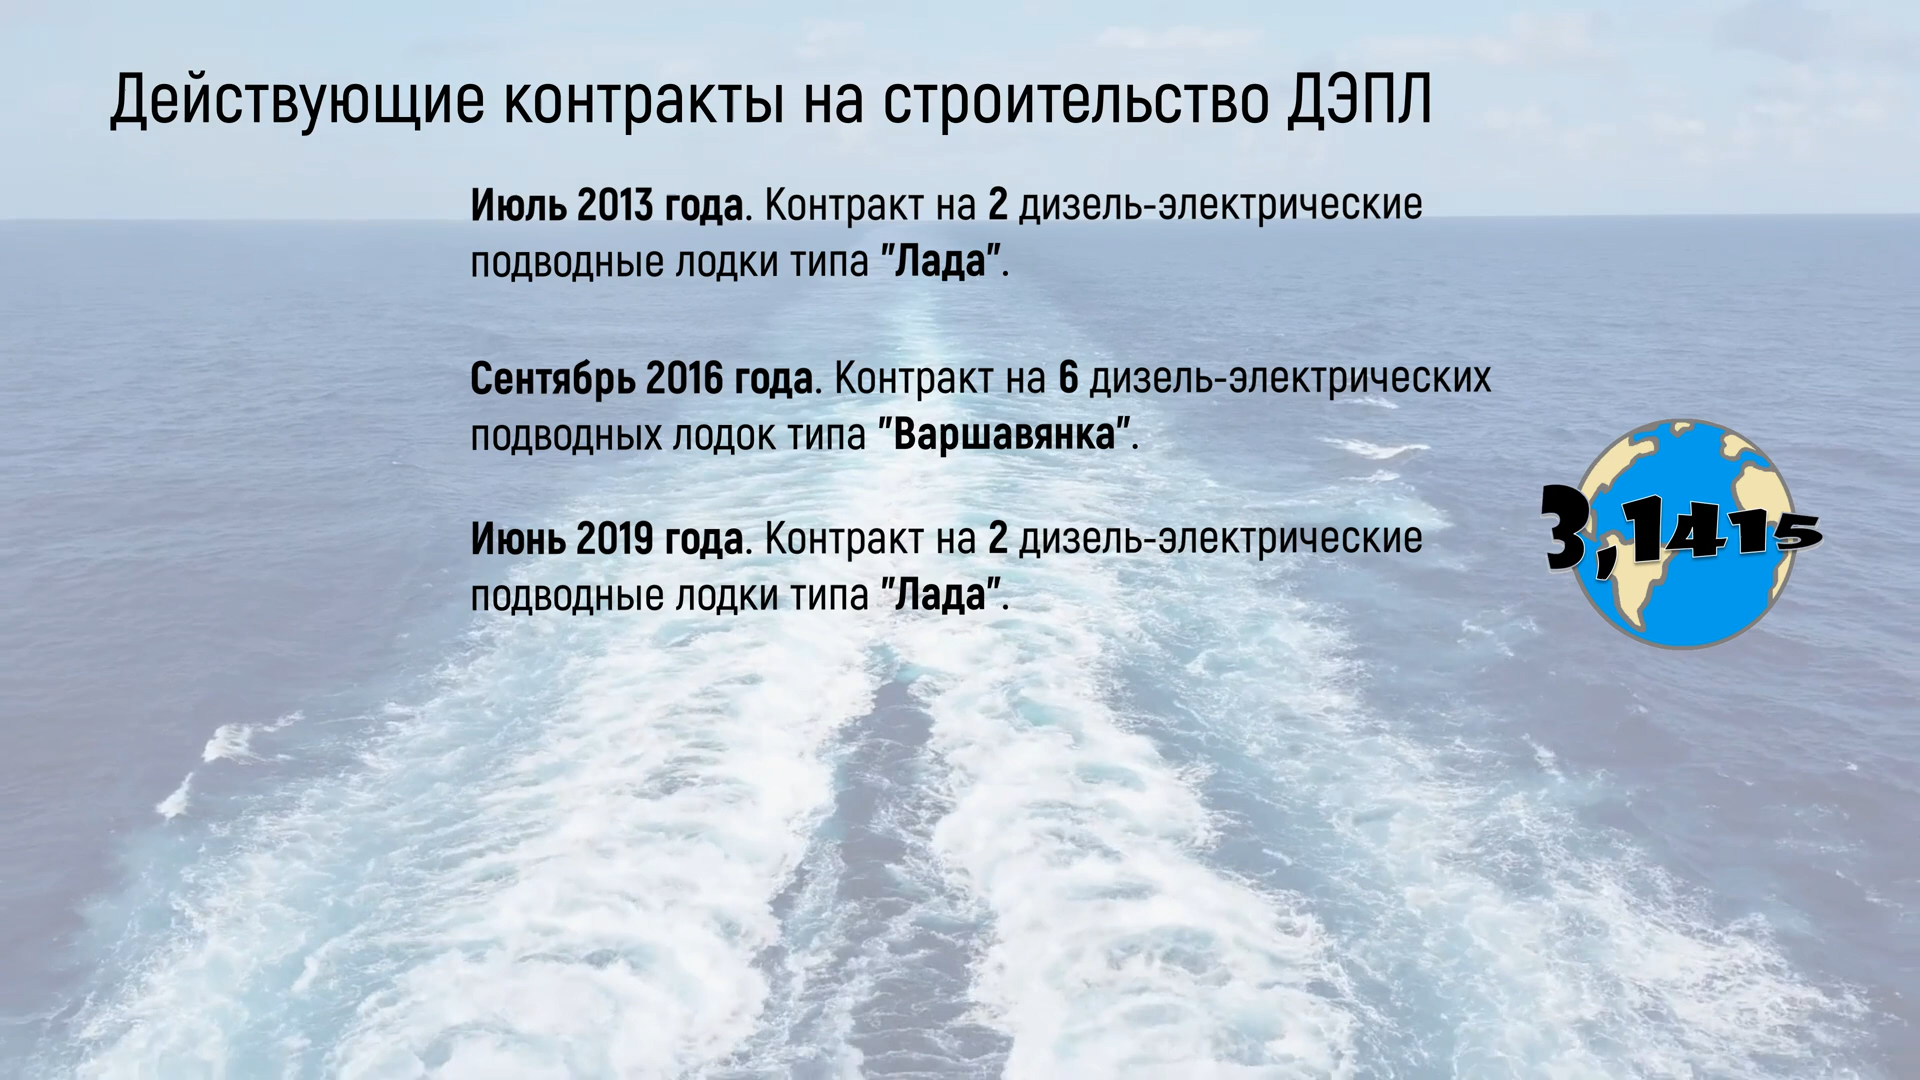 Действующие контракты на строительство ДЭПЛ
Июль 2013 года. Контракт на 2 дизель-электрические
подводные лодки типа "Лада".
Сентябрь 2016 года. Контракт на 6 дизель-электрических
подводных лодок типа "Варшавянка".
Июнь 2019 года. Контракт на 2 дизель-электрические
подводные лодки типа "Лада".
3,1415